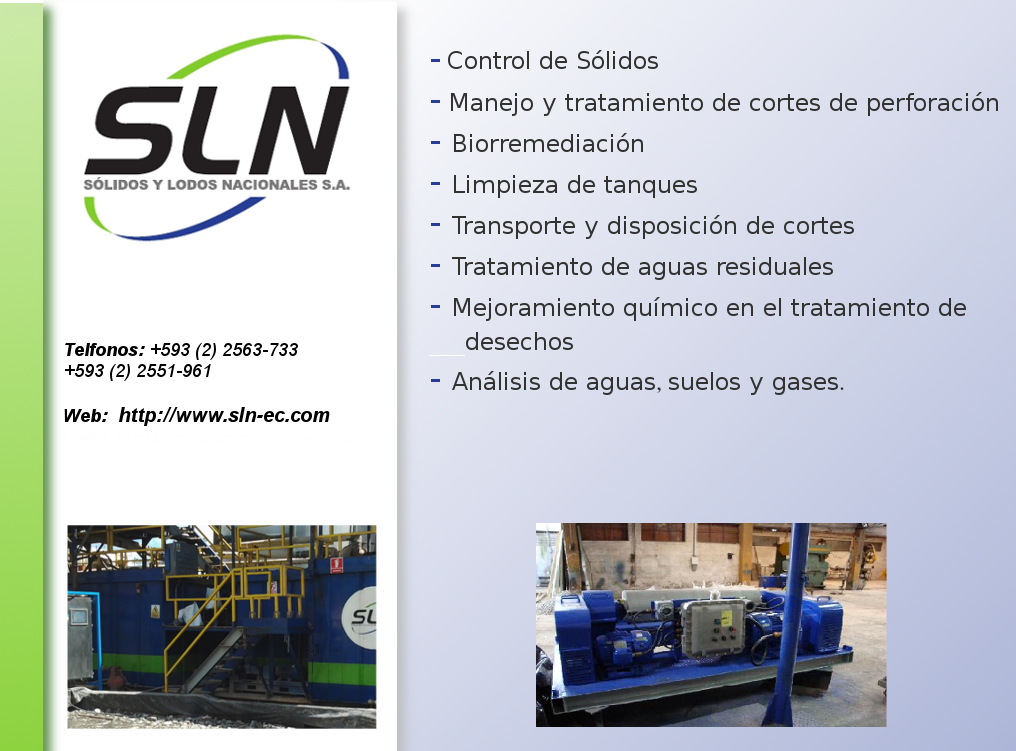 SLN
SÓLIDOS Y LODOS NACIONALES S.A.
Telfonos: +593 (2) 2563-733
+593 (2) 2551-961
Web: http://www.sln-ec.com
- Control de Sólidos
- Manejo y tratamiento de cortes de perforación
- Biorremediación
- Limpieza de tanques
- Transporte y disposición de cortes
- Tratamiento de aguas residuales
- Mejoramiento químico en el tratamiento de
desechos
- Análisis de aguas, suelos y gases.
SL